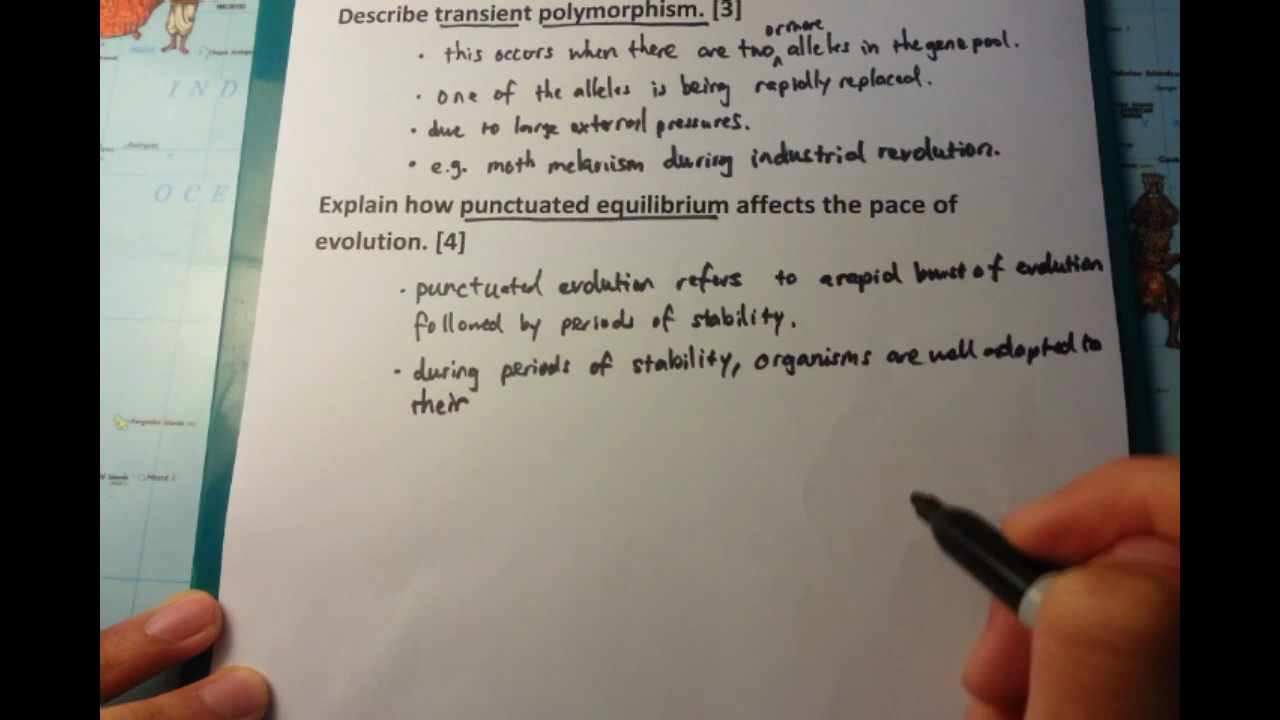 MALDIVES
Describe transient polymorphism. [3]
or more
· this occurs when there are two alleles in the gene pool.
· one of the alleles is being rapidly replaced.
· due to large external pressures.
· e.g. moth melanism during industrial revolution.
Explain how punctuated equilibrium affects the pace of
evolution. [4]
· punctuated evolution refers to a rapid burst of evolution
followed by periods of stability.
· during periods of stability, organisms are well adapted to
their
IND
OCE